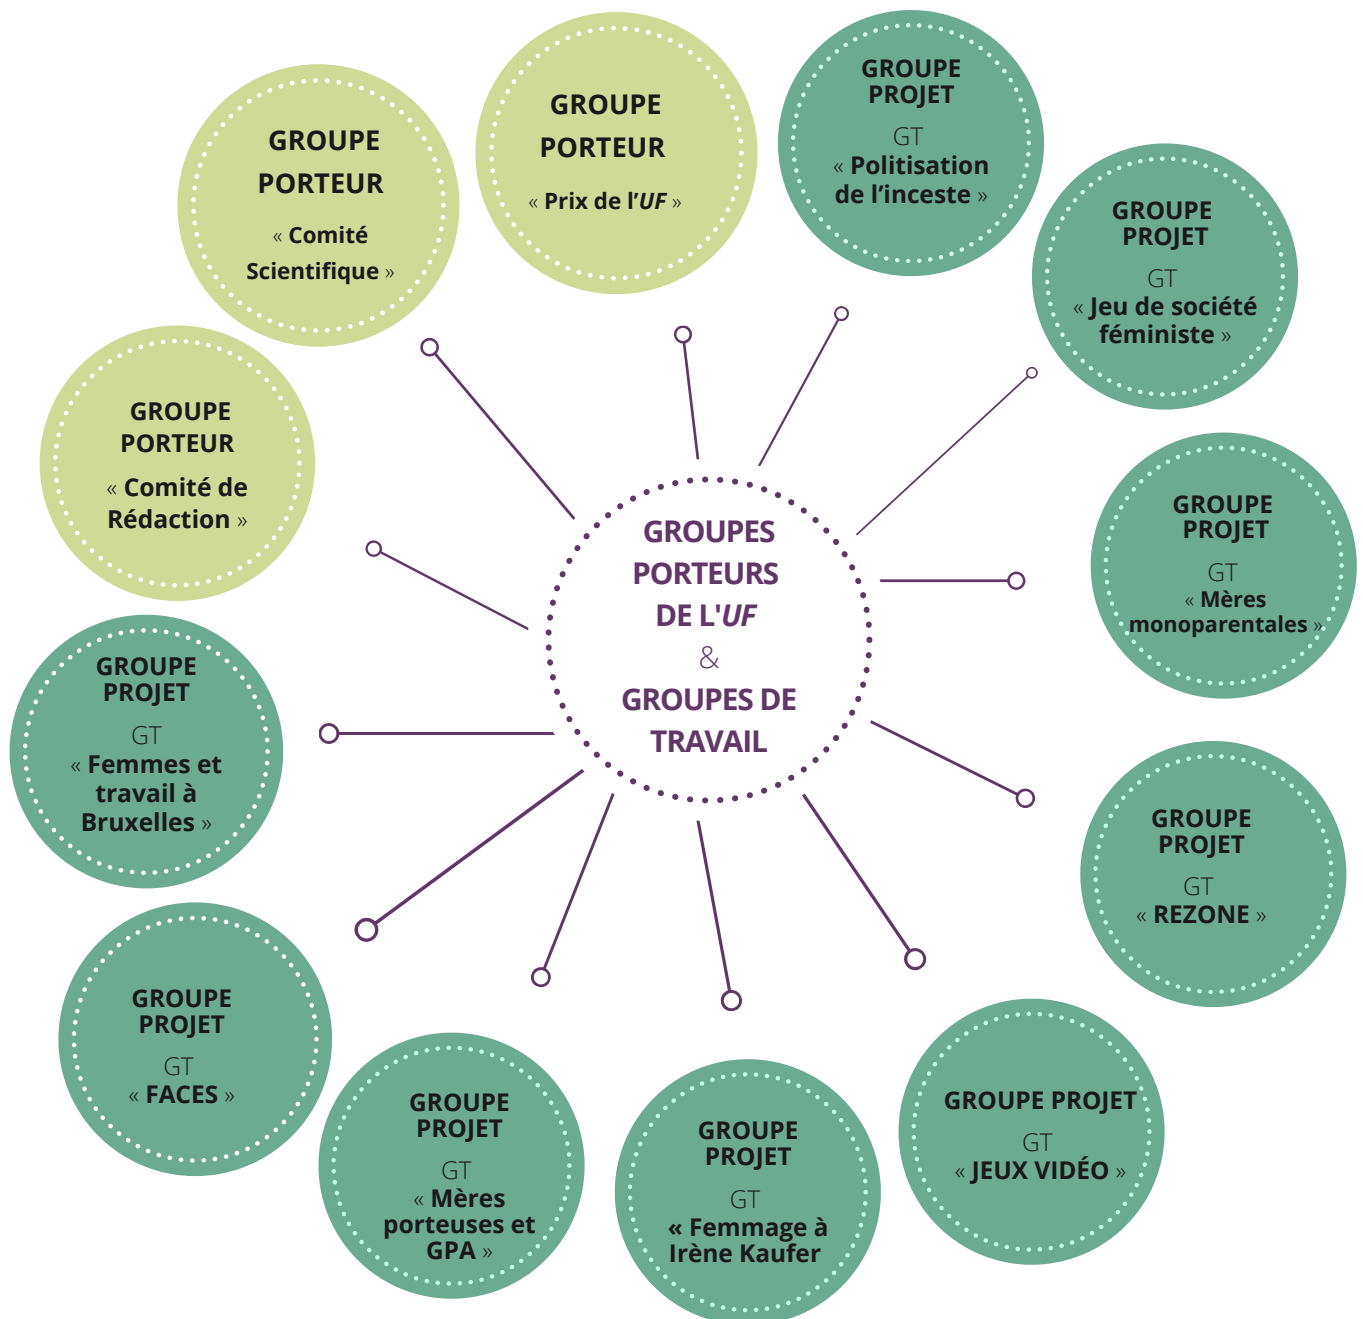 GROUPE
PORTEUR
« Prix de l'UF »
GROUPE
PROJET
GT
« Politisation
de l'inceste »
GROUPE
PORTEUR
« Comité
Scientifique »
GROUPE
PROJET
GT
« Jeu de société
féministe »
GROUPE
PORTEUR
« Comité de
Rédaction »
GROUPES
PORTEURS
DE L'UF
&
GROUPES DE
TRAVAIL
GROUPE
PROJET
GT
« Mères
monoparentales »
GROUPE
PROJET
GT
« Femmes et
travail à
Bruxelles »
GROUPE
PROJET
GT
« REZONE »
GROUPE
PROJET
GT
« FACES »
GROUPE
PROJET
GT
« Mères
porteuses et
GPA »
GROUPE
PROJET
GT
« Femmage à
Irène Kaufer
GROUPE PROJET
GT
« JEUX VIDÉO »